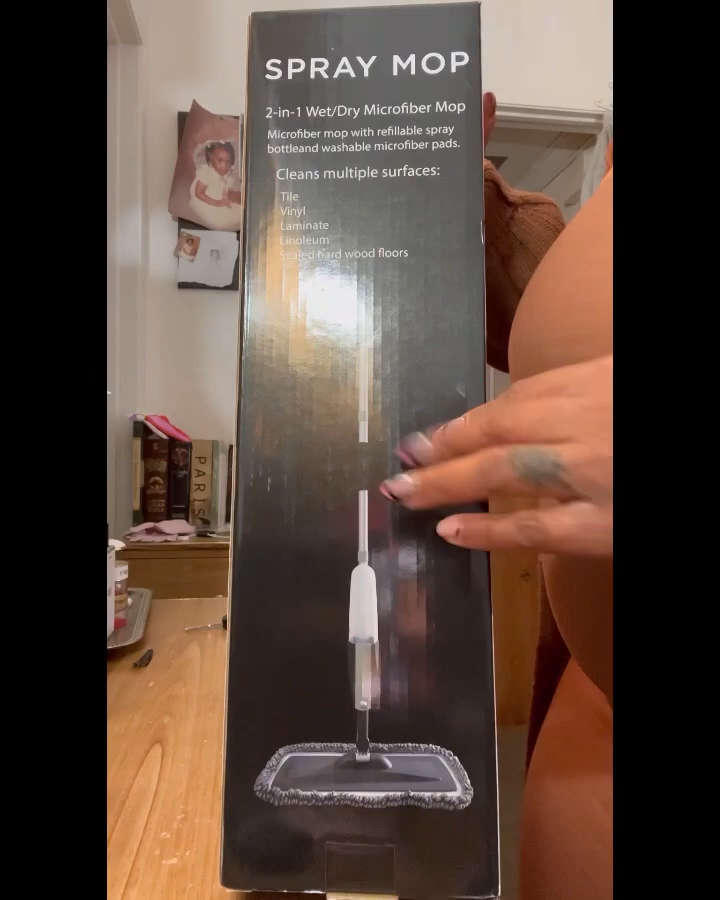 SPRAY MOP
2-in-1 Wet/Dry Microfiber Mop
Microfiber mop with refillable spray
bottleand washable microfiber pads.
Cleans multiple surfaces:
Tile
Vinyl
Laminate
Linoleum
Sealed hard wood floors
PARIS